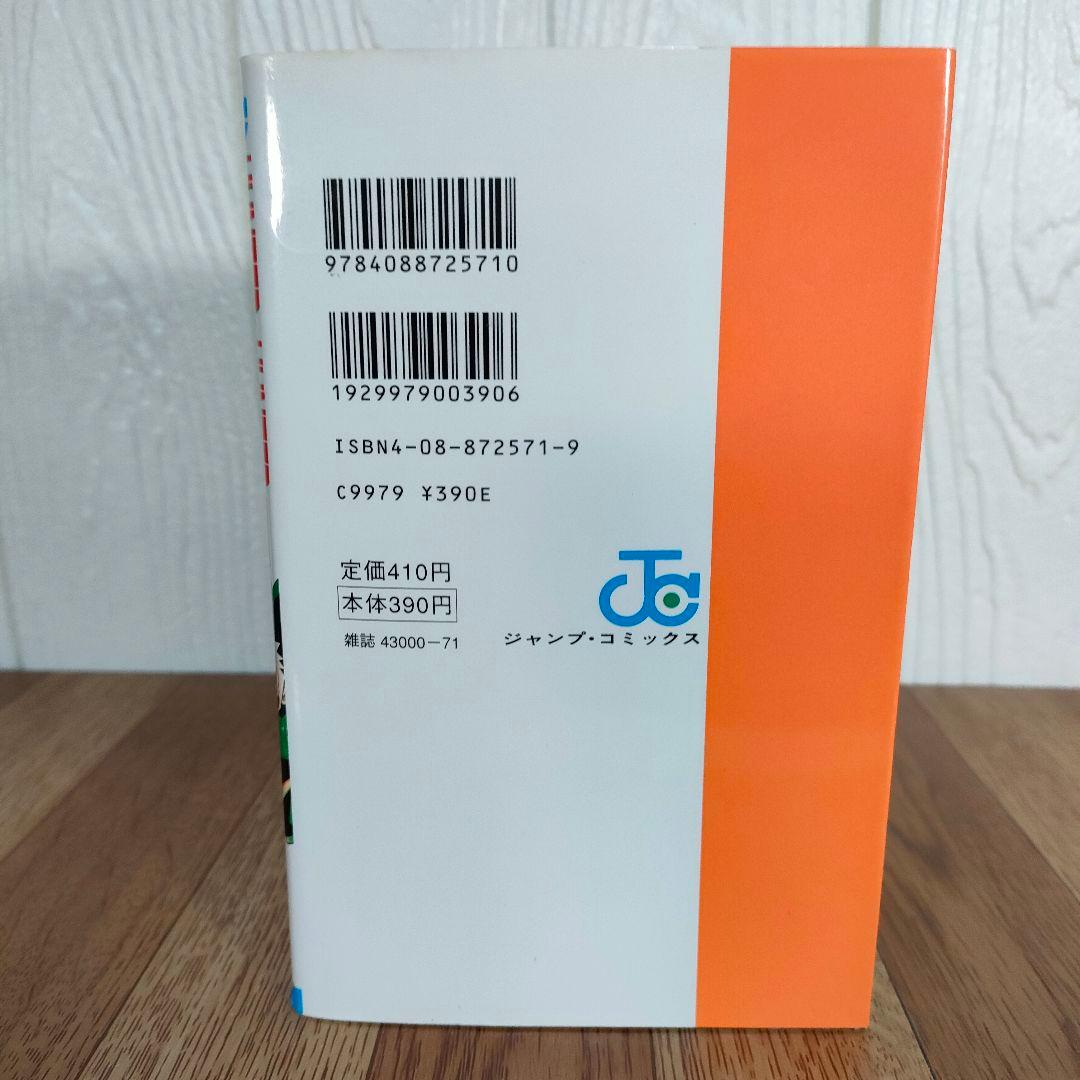 9784088725710
1929979003906
ISBN4-08-872571-9
C9979 ¥390E
定価410円
本体390円
雑誌 43000-71
JC
ジャンプ・コミックス